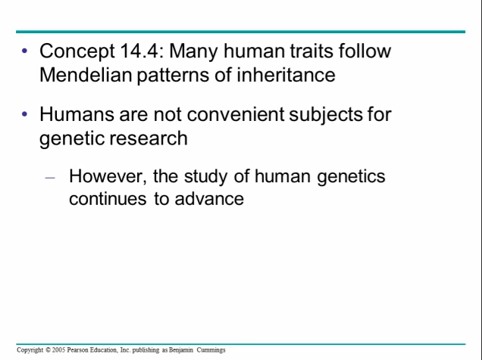 • Concept 14.4: Many human traits follow
Mendelian patterns of inheritance
• Humans are not convenient subjects for
genetic research
– However, the study of human genetics
continues to advance
Copyright © 2005 Pearson Education, Inc. publishing as Benjamin Cummings